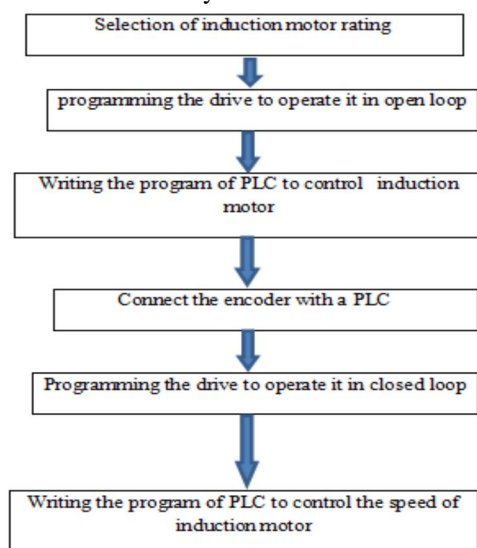 Selection of induction motor rating
programming the drive to operate it in open loop
Writing the program of PLC to control induction
motor
Connect the encoder with a PLC
Programming the drive to operate it in closed loop
Writing the program of PLC to control the speed of
induction motor